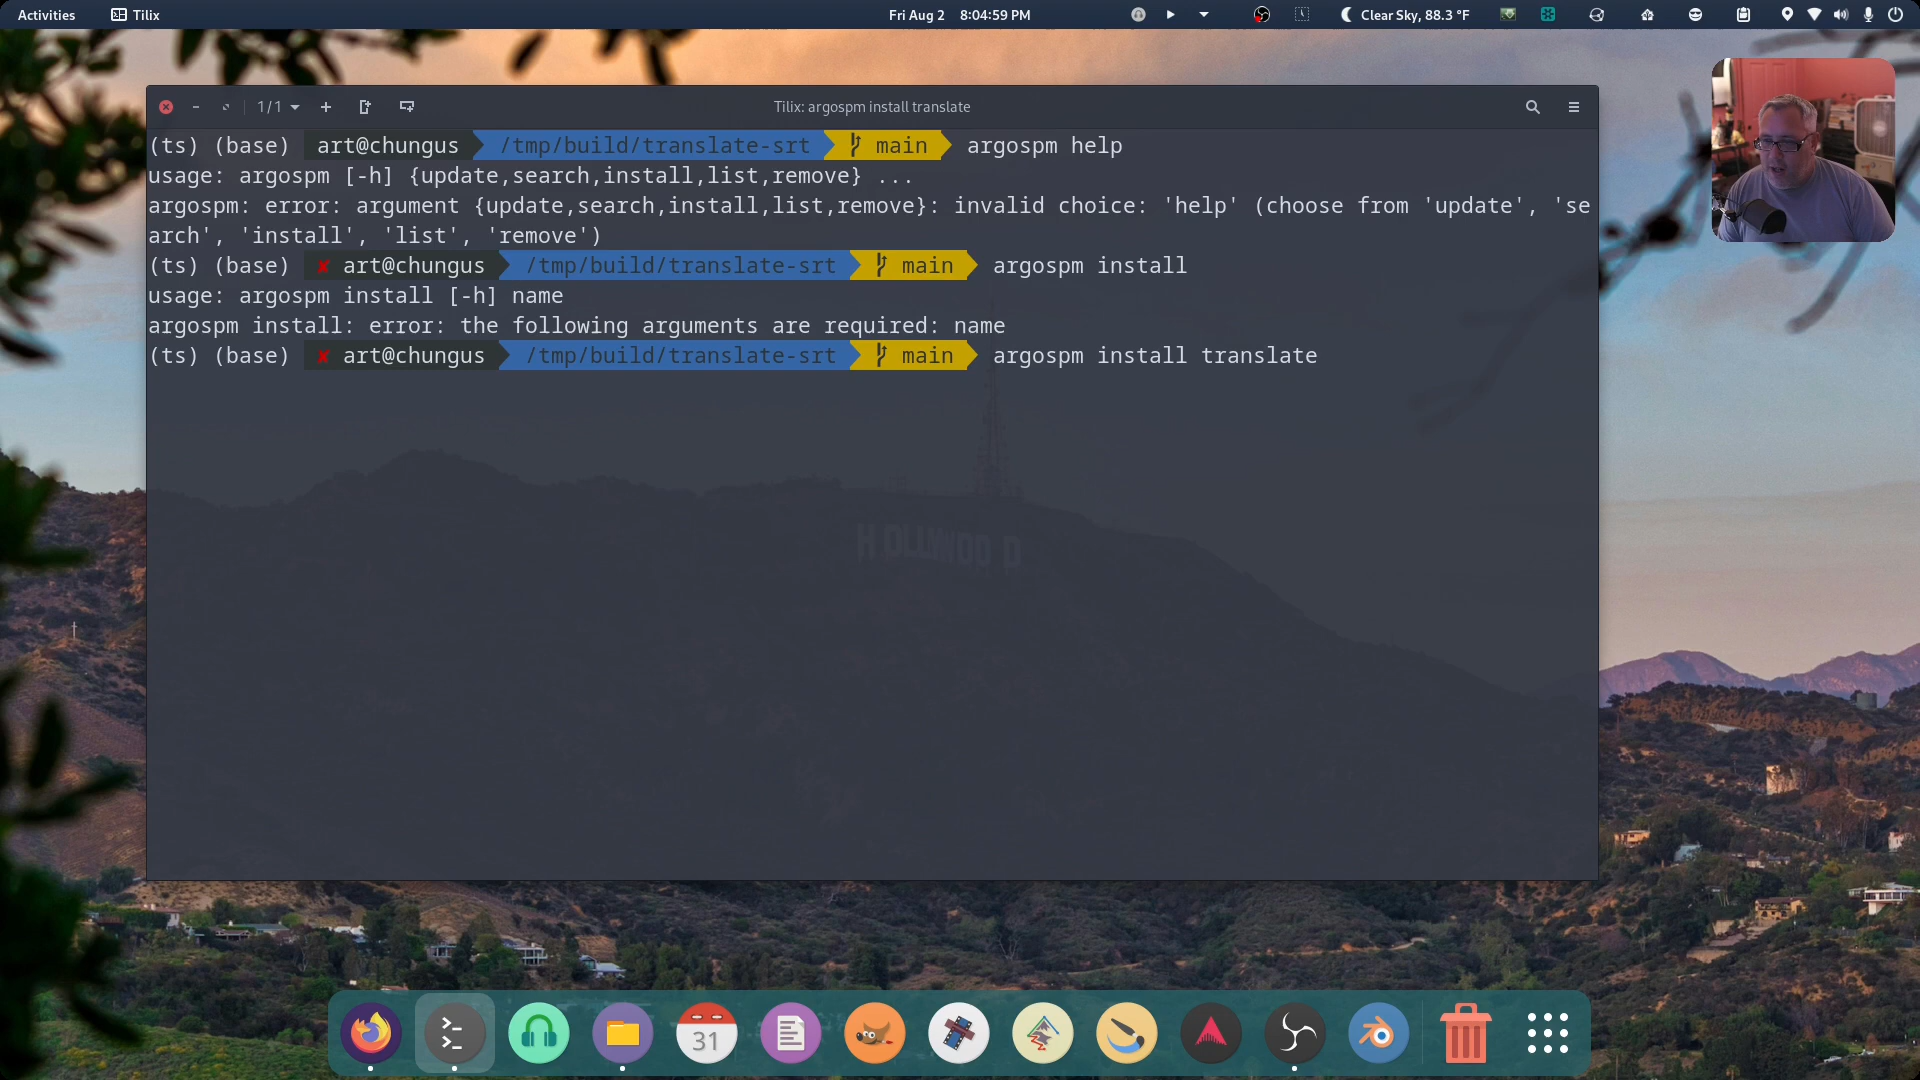 Activities Tilix Fri Aug 2 8:04:59 PM Clear Sky, 88.3 °F
1/1 Tilix: argospm install translate
(ts) (base) art@chungus /tmp/build/translate-srt main argospm help
usage: argospm [-h] {update,search,install,list,remove} ...
argospm: error: argument {update,search,install,list,remove}: invalid choice: 'help' (choose from 'update', 'se
arch', 'install', 'list', 'remove')
(ts) (base) ✘ art@chungus /tmp/build/translate-srt main argospm install
usage: argospm install [-h] name
argospm install: error: the following arguments are required: name
(ts) (base) ✘ art@chungus /tmp/build/translate-srt main argospm install translate
HOLLYWOOD
31